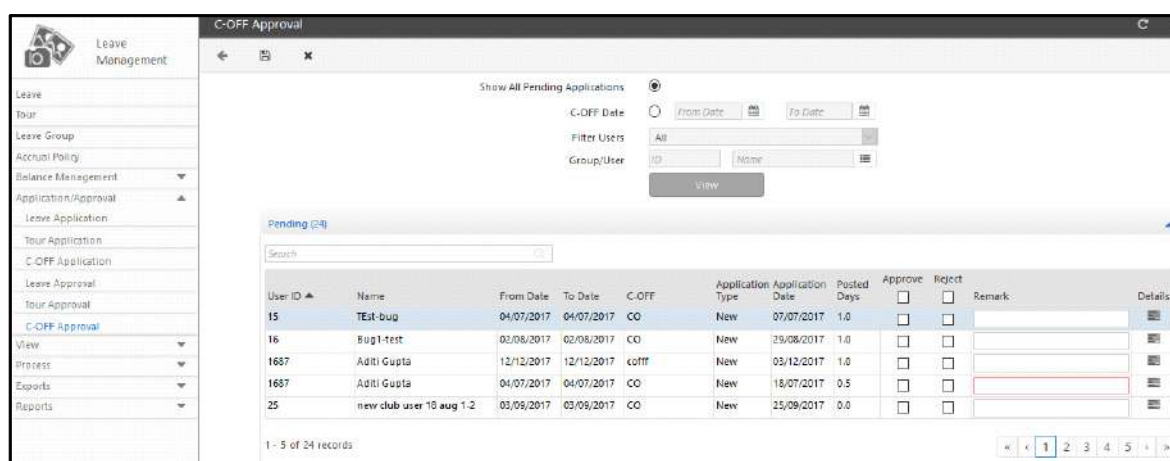 C-OFF Approval
Leave
Management
Show All Pending Applications
C-OFF Date
From Date
To Date
Filter Users
All
Group/User
ID
Name
View
Leave
Tour
Leave Group
Accrual Policy
Balance Management
Application/Approval
Leave Application
Tour Application
C-OFF Application
Leave Approval
Tour Approval
C-OFF Approval
View
Process
Exports
Reports
Pending (24)
Search
User ID Name From Date To Date C-OFF Application Type Application Date Posted Days Approve Reject Remark Details
15 TEst-bug 04/07/2017 04/07/2017 CO New 07/07/2017 1.0
16 Bug1-test 02/08/2017 02/08/2017 CO New 29/08/2017 1.0
1687 Aditi Gupta 12/12/2017 12/12/2017 cofff New 03/12/2017 1.0
1687 Aditi Gupta 04/07/2017 04/07/2017 CO New 18/07/2017 0.5
25 new club user 18 aug 1-2 03/09/2017 03/09/2017 CO New 25/09/2017 0.0
1 - 5 of 24 records
« ‹ 1 2 3 4 5 › »